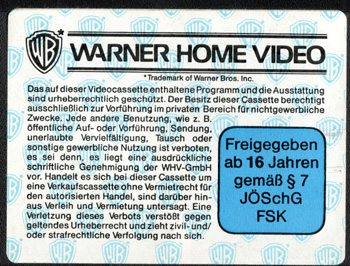 WB
WARNER HOME VIDEO
*Trademark of Warner Bros. Inc.
Das auf dieser Videocassette enthaltene Programm und die Ausstattung
sind urheberrechtlich geschützt. Der Besitz dieser Cassette berechtigt
ausschließlich zur Vorführung im privaten Bereich für nichtgewerbliche
Zwecke. Jede andere Benutzung, wie z. B.
öffentliche Auf- oder Vorführung, Sendung,
unerlaubte Vervielfältigung, Tausch oder
sonstige gewerbliche Nutzung ist verboten,
es sei denn, es liegt eine ausdrückliche
schriftliche Genehmigung der WHV-GmbH
vor. Handelt es sich bei dieser Cassette um
eine Verkaufscassette ohne Vermietrecht für
den autorisierten Handel, sind darüber hin-
aus Verleih und Vermietung untersagt. Eine
Verletzung dieses Verbots verstößt gegen
geltendes Urheberrecht und zieht zivil- und/
oder strafrechtliche Verfolgung nach sich.
Freigegeben
ab 16 Jahren
gemäß § 7
JÖSchG
FSK